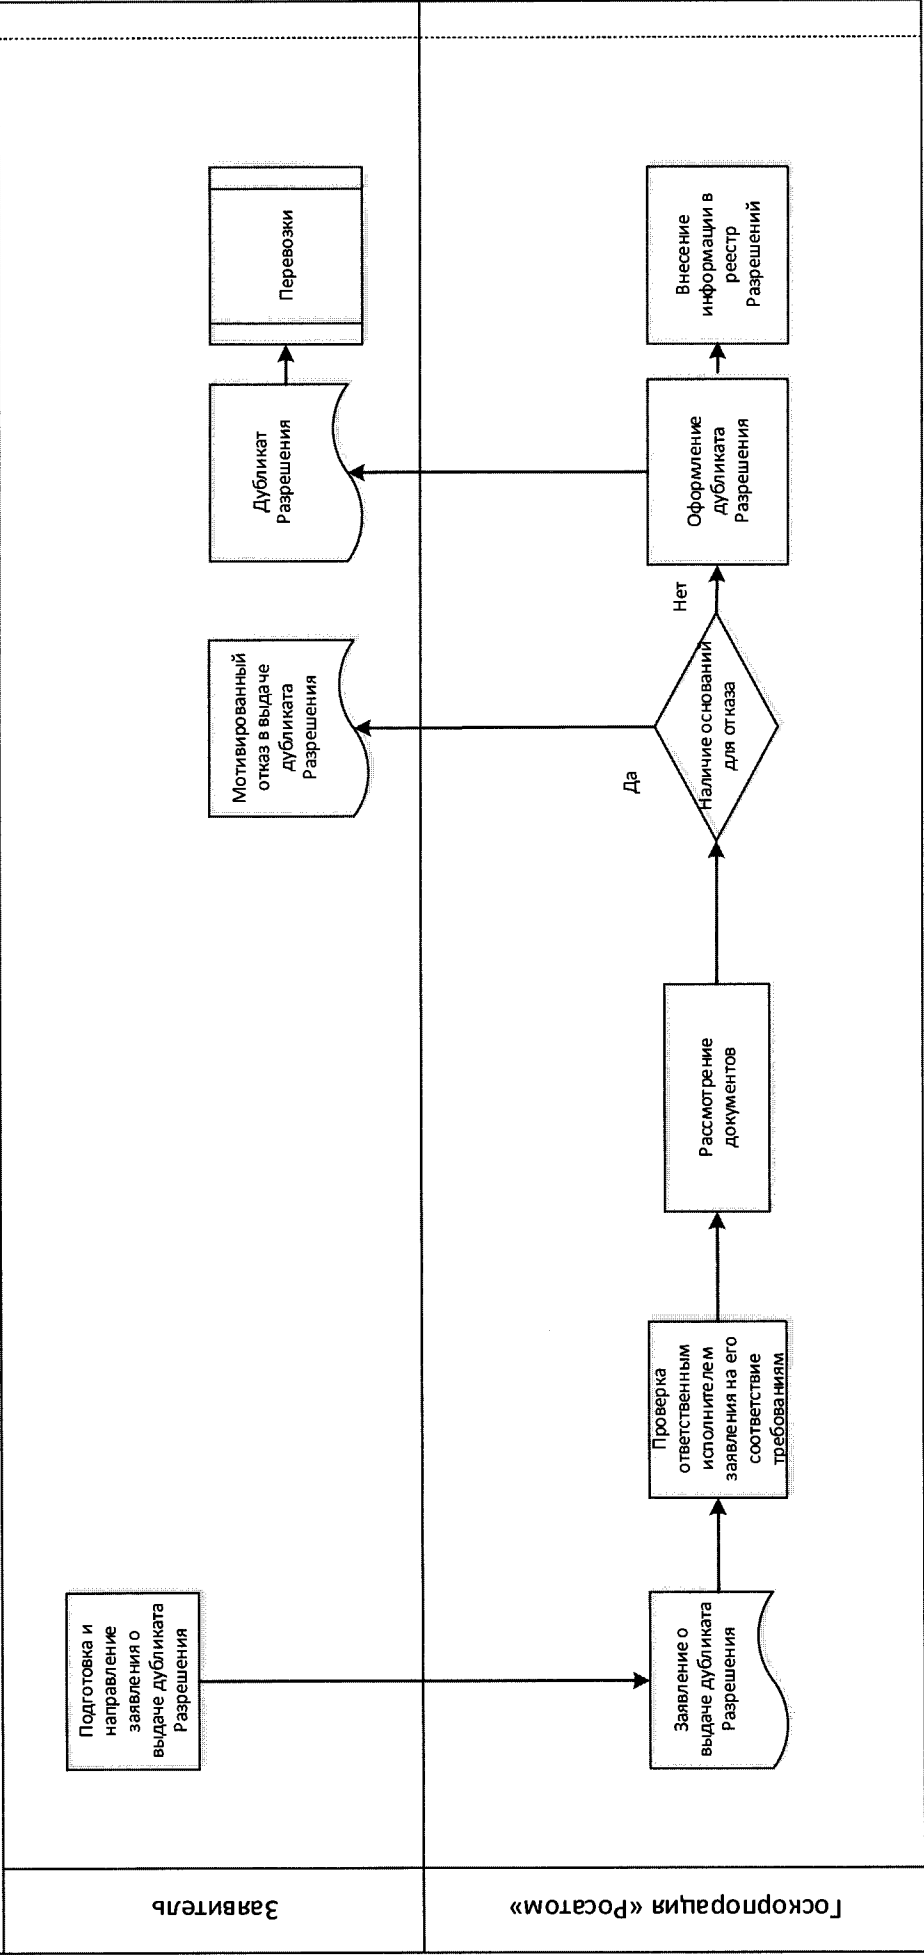 Заявитель
Подготовка и
направление
заявления о
выдаче дубликата
Разрешения
Мотивированный
отказ в выдаче
дубликата
Разрешения
Дубликат
Разрешения
Перевозки
Госкорпорация «Росатом»
Заявление о
выдаче дубликата
Разрешения
Проверка
ответственным
исполнителем
заявления на его
соответствие
требованиям
Рассмотрение
документов
Наличие оснований
для отказа
Да
Нет
Оформление
дубликата
Разрешения
Внесение
информации в
реестр
Разрешений